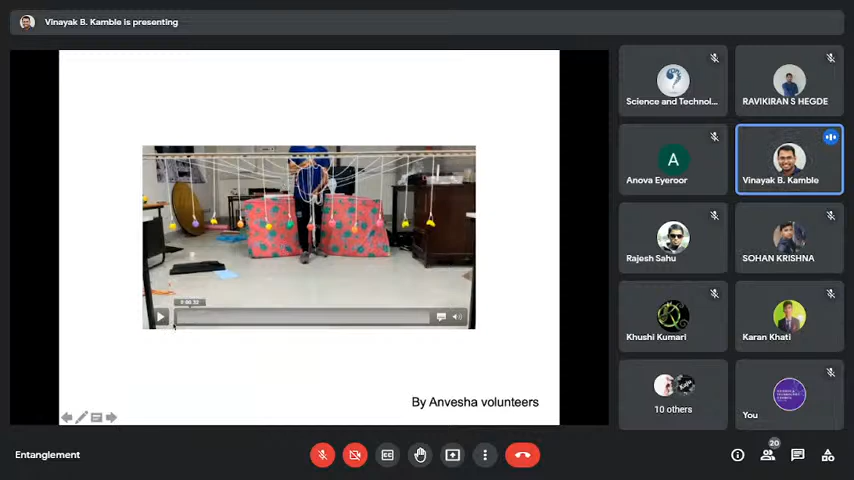 Vinayak B. Kamble is presenting
Science and Technol...
RAVIKIRAN S HEGDE
A
Anova Eyeroor
Vinayak B. Kamble
Rajesh Sahu
SOHAN KRISHNA
Khushi KumarI
Karan Khati
10 others
You
By Anvesha volunteers
Entanglement
CC
20